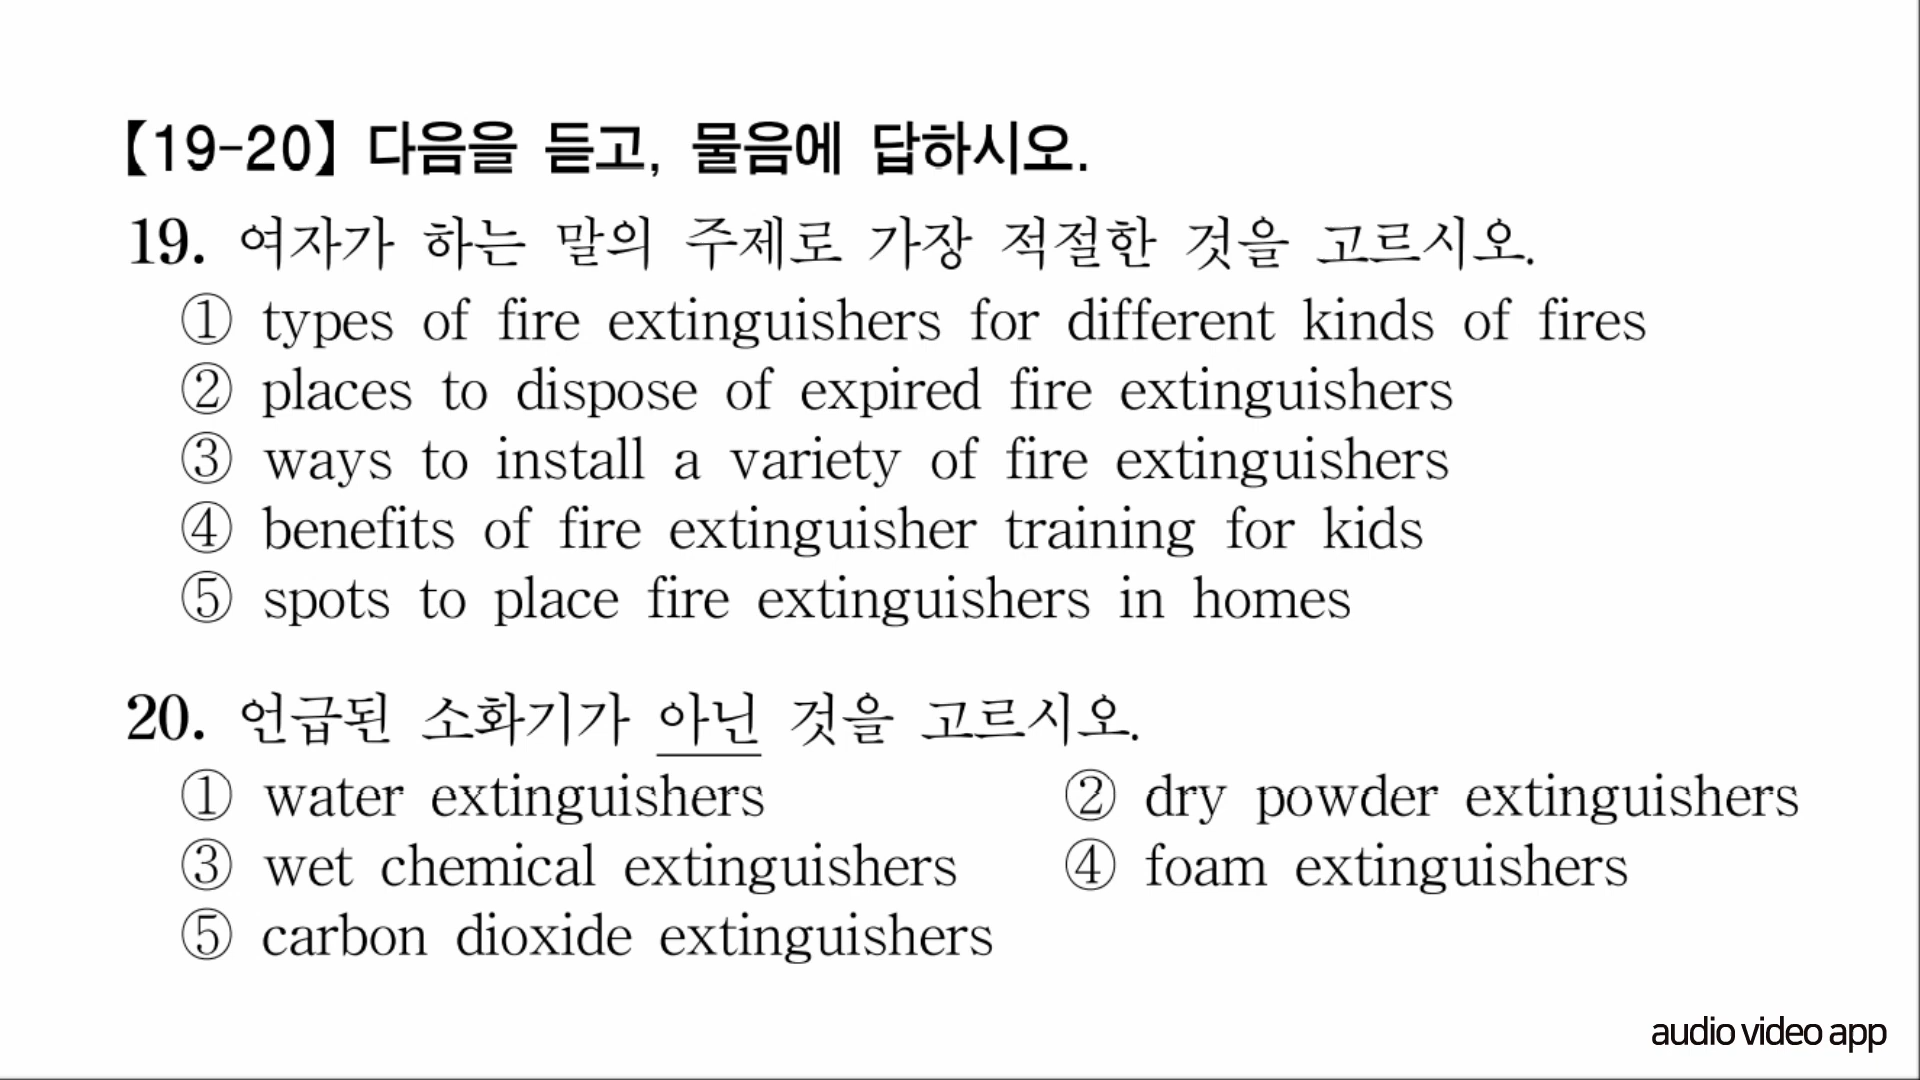 【19-20】 다음을 듣고, 물음에 답하시오.
19. 여자가 하는 말의 주제로 가장 적절한 것을 고르시오.
① types of fire extinguishers for different kinds of fires
② places to dispose of expired fire extinguishers
③ ways to install a variety of fire extinguishers
④ benefits of fire extinguisher training for kids
⑤ spots to place fire extinguishers in homes
20. 언급된 소화기가 아닌 것을 고르시오.
① water extinguishers ② dry powder extinguishers
③ wet chemical extinguishers ④ foam extinguishers
⑤ carbon dioxide extinguishers
audio video app